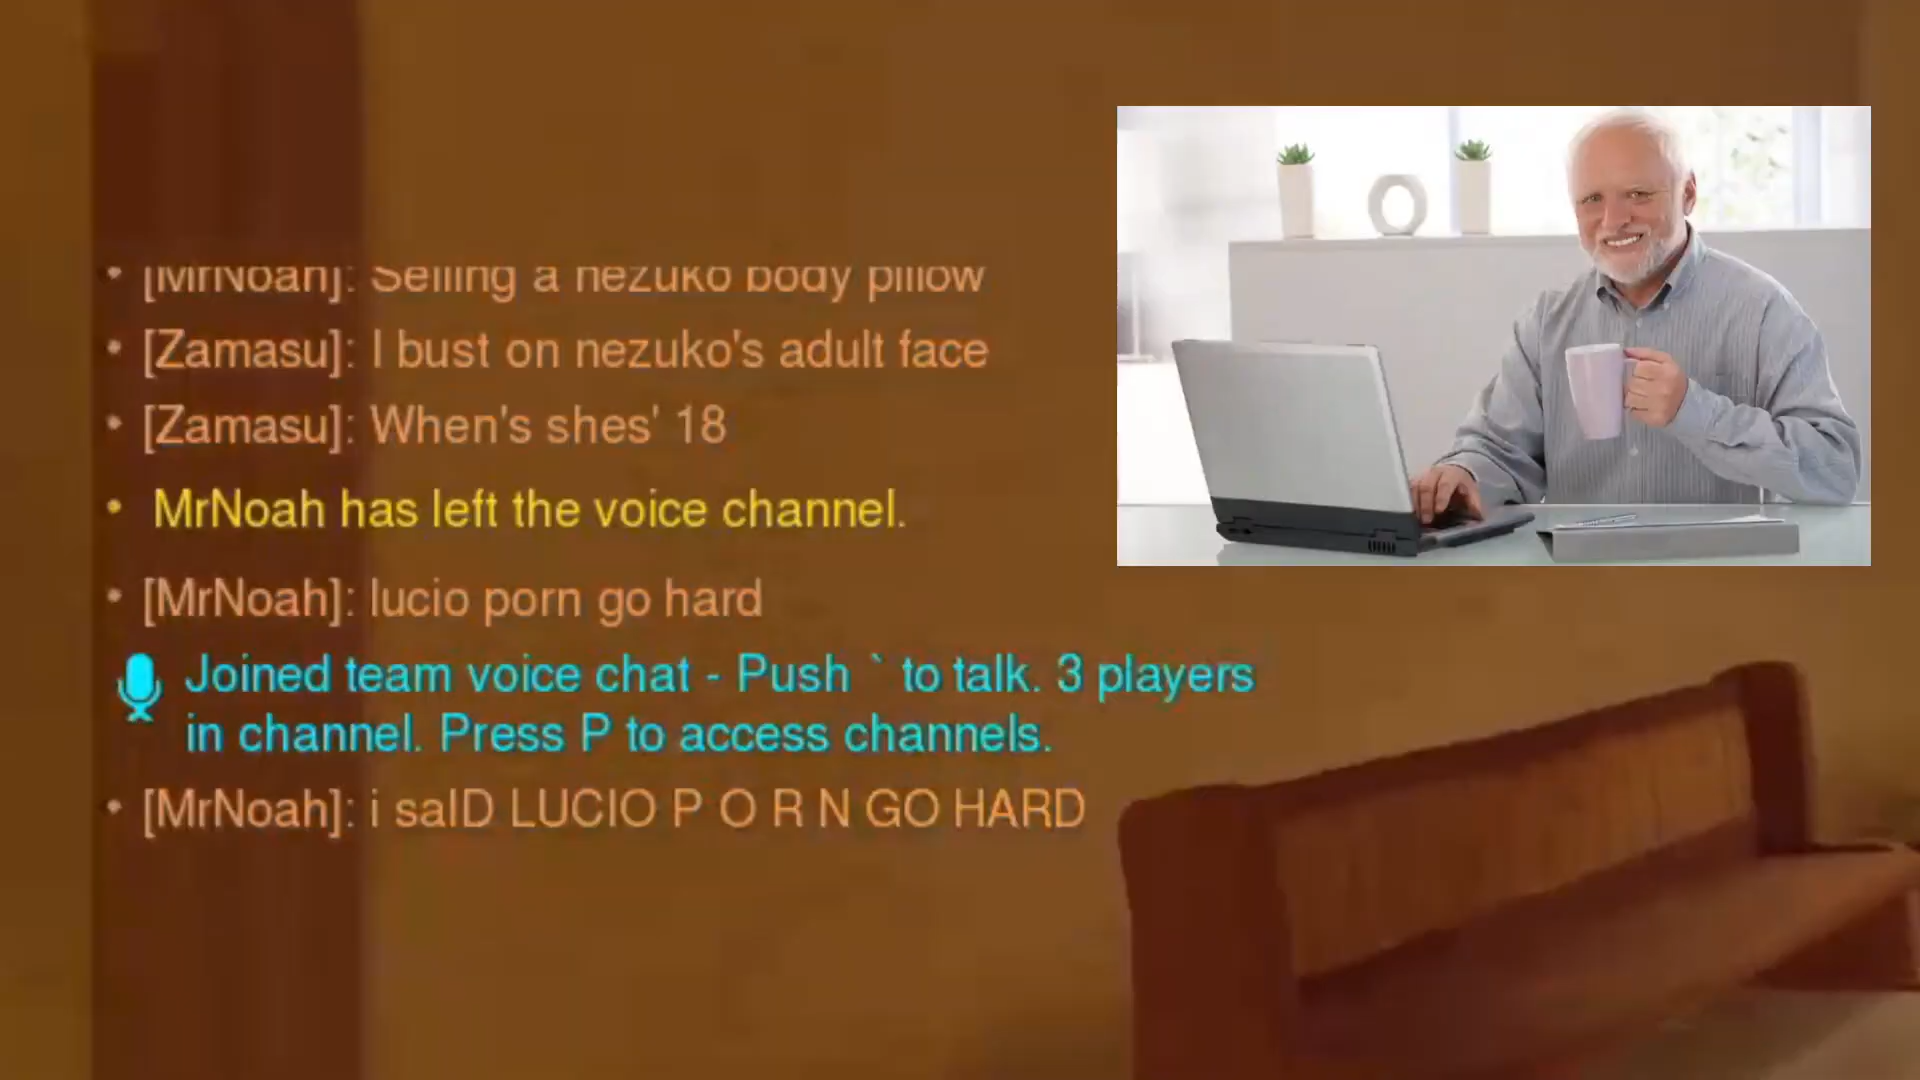 • [MrNoah]: Selling a nezuko body pillow
• [Zamasu]: I bust on nezuko's adult face
• [Zamasu]: When's shes' 18
• MrNoah has left the voice channel.
• [MrNoah]: lucio porn go hard
Joined team voice chat - Push ` to talk. 3 players
in channel. Press P to access channels.
• [MrNoah]: i saID LUCIO P O R N GO HARD